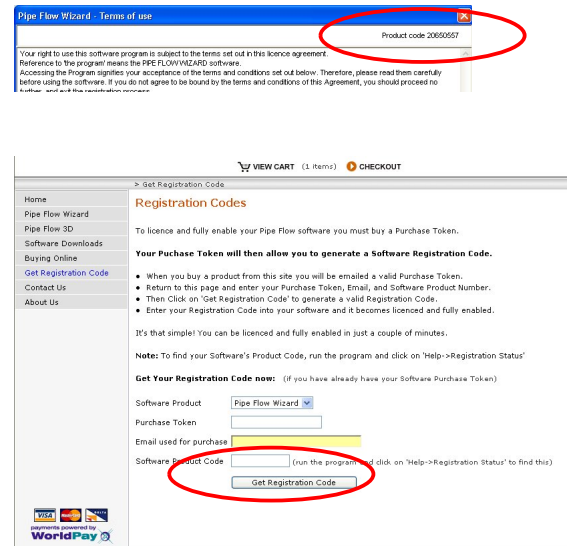 Pipe Flow Wizard - Terms of use
Product code 20650557
Your right to use this software program is subject to the terms set out in this licence agreement.
Reference to 'the program' means the PIPE FLOW WIZARD software.
Accessing the Program signifies your acceptance of the terms and conditions set out below. Therefore, please read them carefully
before using the software. If you do not agree to be bound by the terms and conditions of this Agreement, you should proceed no
further, and exit the registration process.
VIEW CART (1 items) CHECKOUT
> Get Registration Code
Home
Pipe Flow Wizard
Pipe Flow 3D
Software Downloads
Buying Online
Get Registration Code
Contact Us
About Us
Registration Codes
To licence and fully enable your Pipe Flow software you must buy a Purchase Token.
Your Puchase Token will then allow you to generate a Software Registration Code.
• When you buy a product from this site you will be emailed a valid Purchase Token.
• Return to this page and enter your Purchase Token, Email, and Software Product Number.
• Then Click on 'Get Registration Code' to generate a valid Registration Code.
• Enter your Registration Code into your software and it becomes licenced and fully enabled.
It's that simple! You can be licenced and fully enabled in just a couple of minutes.
Note: To find your Software's Product Code, run the program and click on 'Help->Registration Status'
Get Your Registration Code now: (if you have already have your Software Purchase Token)
Software Product Pipe Flow Wizard
Purchase Token
Email used for purchase
Software Product Code (run the program and click on 'Help->Registration Status' to find this)
Get Registration Code
VISA DELTA
payments powered by
WorldPay